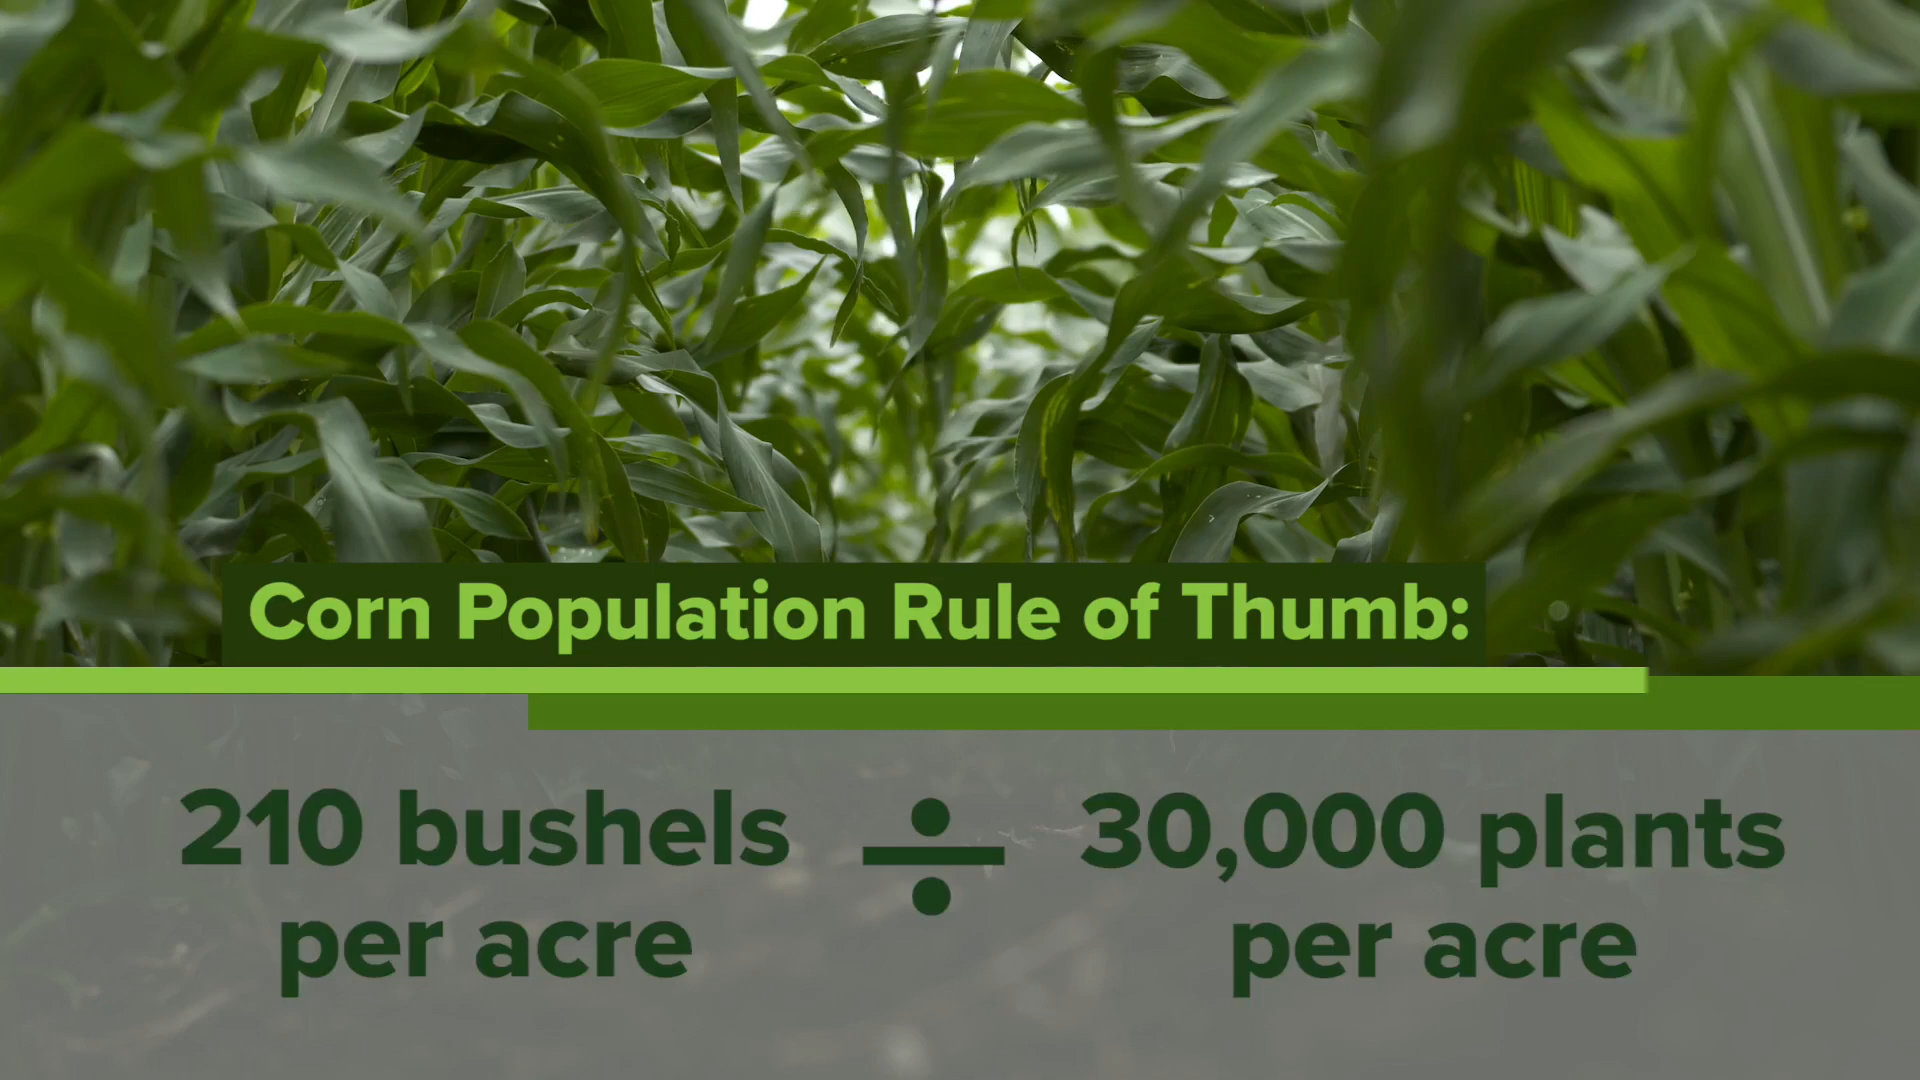 Corn Population Rule of Thumb:
210 bushels
per acre
÷
30,000 plants
per acre